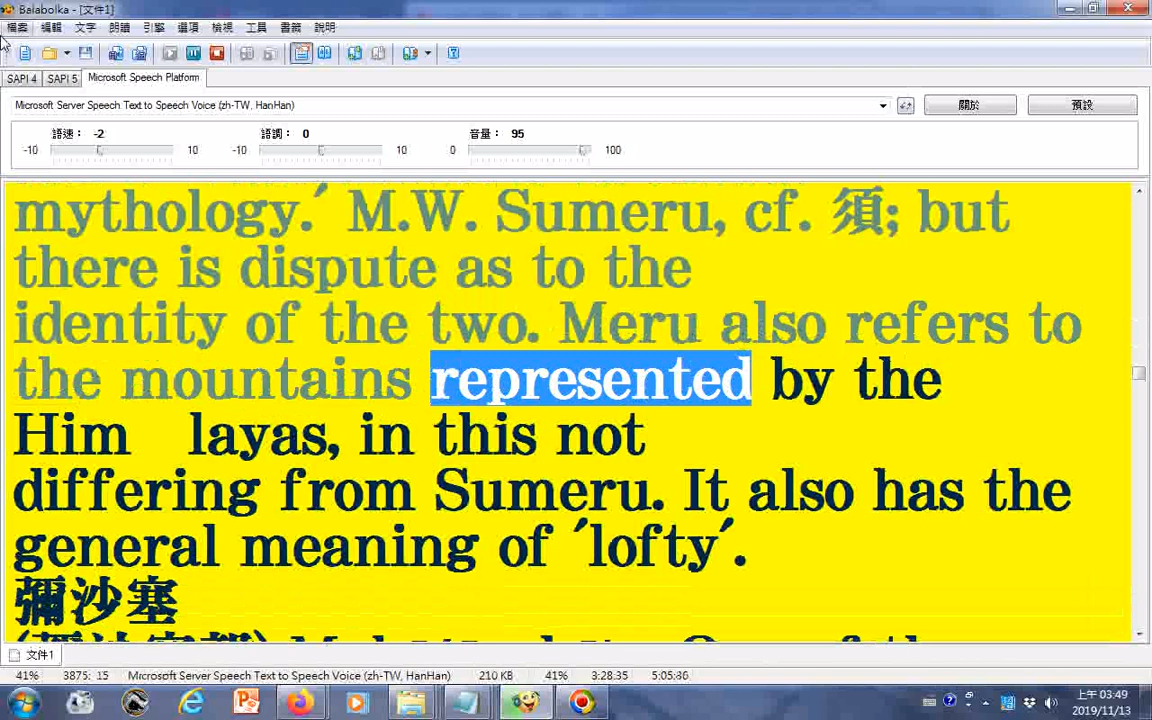 Balabolka - [文件1]
檔案 編輯 文字 朗讀 引擎 選項 檢視 工具 書籤 說明
SAPI 4 SAPI 5 Microsoft Speech Platform
Microsoft Server Speech Text to Speech Voice (zh-TW, HanHan) 關於 預設
語速： -2 語調： 0 音量： 95
-10 10 -10 10 0 100
mythology.′ M.W. Sumeru, cf. 須; but
there is dispute as to the
identity of the two. Meru also refers to
the mountains represented by the
Him layas, in this not
differing from Sumeru. It also has the
general meaning of ′lofty′.
彌沙塞
文件1
41% 3875: 15 Microsoft Server Speech Text to Speech Voice (zh-TW, HanHan) 210 KB 41% 3:28:35 5:05:36
上午 03:49
2019/11/13